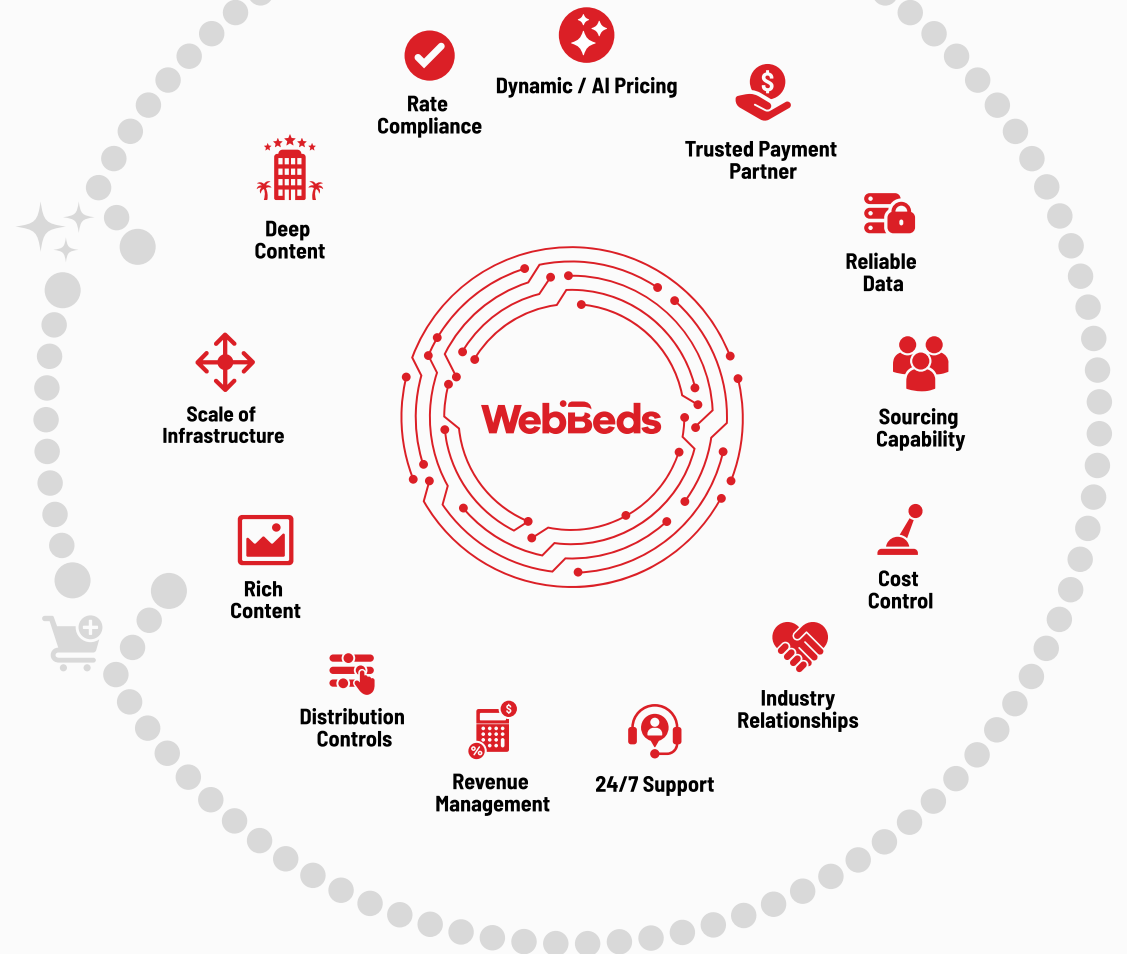 Dynamic / AI Pricing
Rate
Compliance
Trusted Payment
Partner
Deep
Content
Reliable
Data
Scale of
Infrastructure
WebBeds
Sourcing
Capability
Rich
Content
Cost
Control
Distribution
Controls
Industry
Relationships
Revenue
Management
24/7 Support
$
$
%